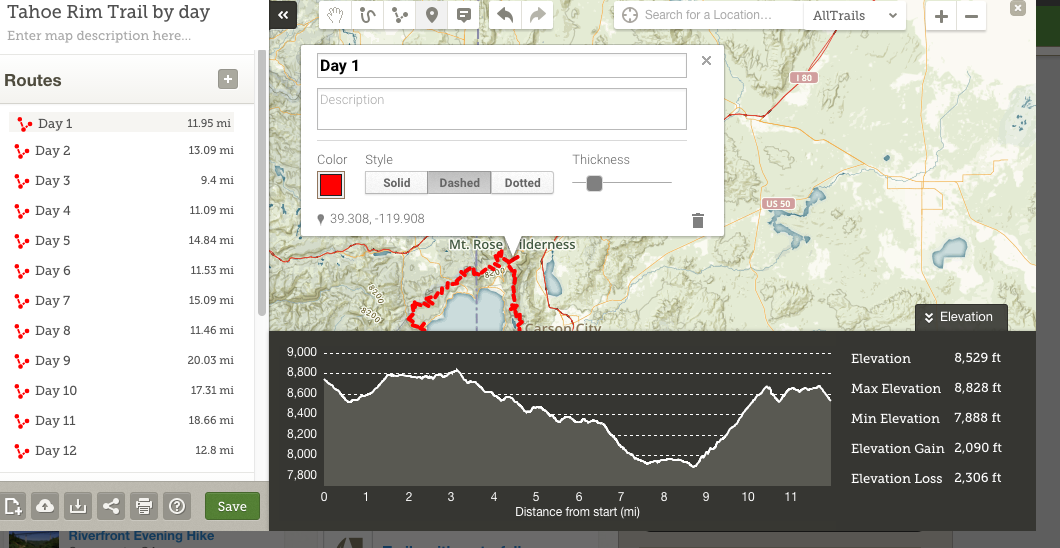 Tahoe Rim Trail by day
Enter map description here...
Routes
Day 1 11.95 mi
Day 2 13.09 mi
Day 3 9.4 mi
Day 4 11.09 mi
Day 5 14.84 mi
Day 6 11.53 mi
Day 7 15.09 mi
Day 8 11.46 mi
Day 9 20.03 mi
Day 10 17.31 mi
Day 11 18.66 mi
Day 12 12.8 mi
Save
Riverfront Evening Hike
Search for a Location...
AllTrails
Day 1
Description
Color
Style
Thickness
Solid
Dashed
Dotted
39.308, -119.908
I 80
US 50
Mt. Rose Wilderness
8200
8200
8200
Carson City
Elevation
9,000
8,800
8,600
8,400
8,200
8,000
7,800
0 1 2 3 4 5 6 7 8 9 10 11
Distance from start (mi)
Elevation 8,529 ft
Max Elevation 8,828 ft
Min Elevation 7,888 ft
Elevation Gain 2,090 ft
Elevation Loss 2,306 ft